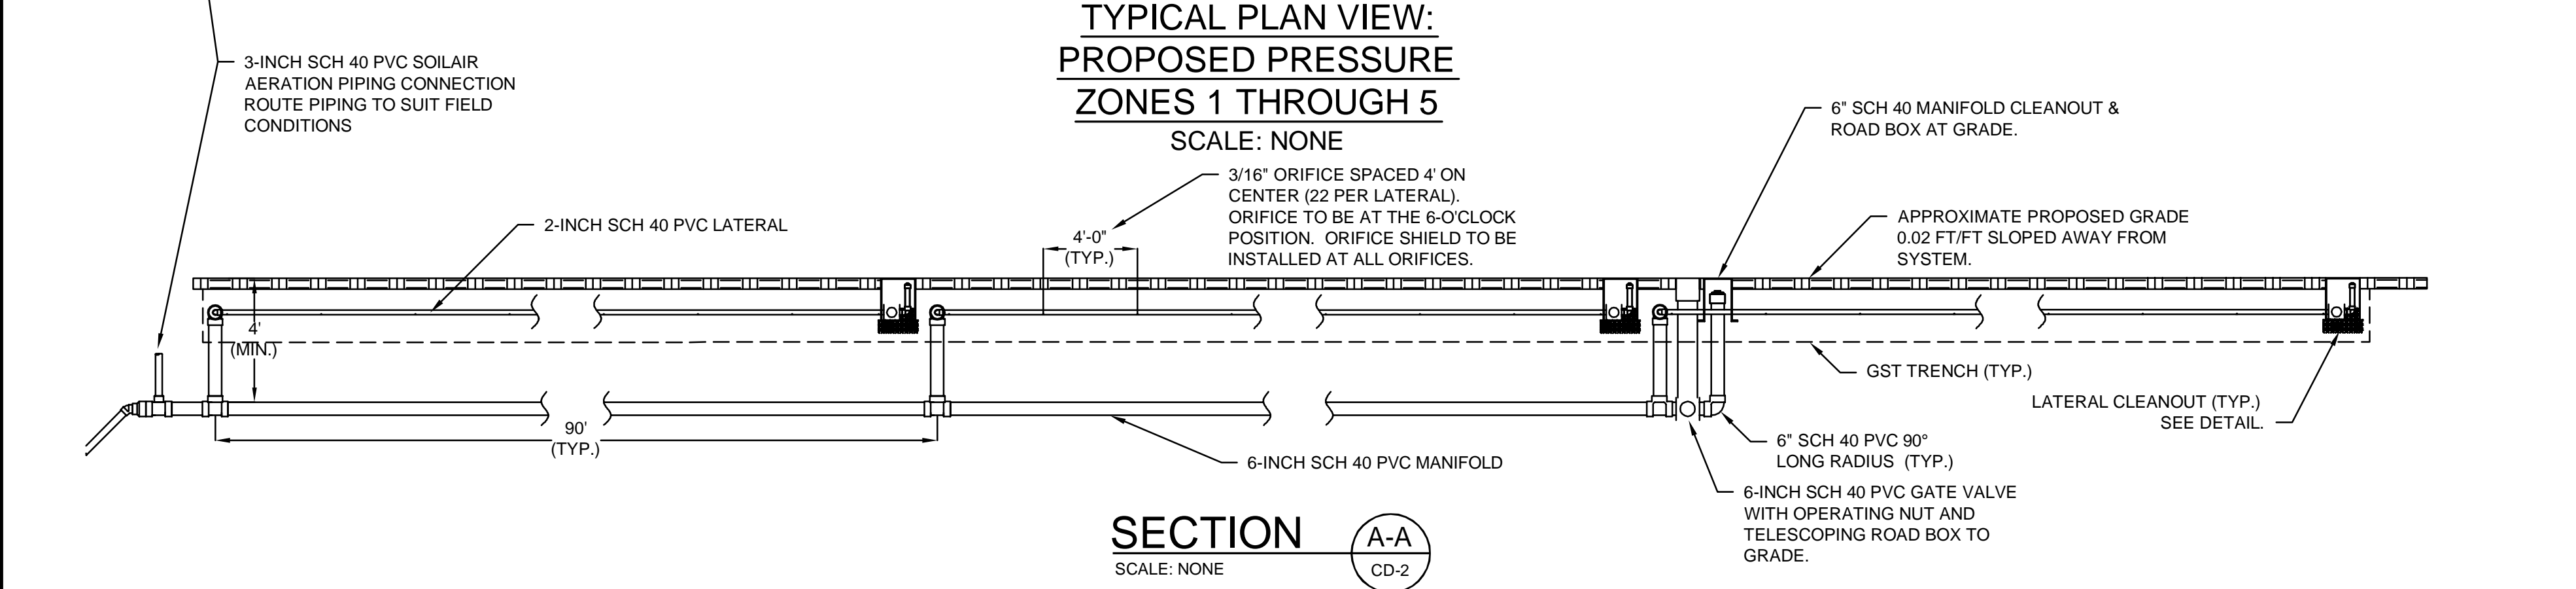 TYPICAL PLAN VIEW:
PROPOSED PRESSURE
ZONES 1 THROUGH 5
SCALE: NONE
3-INCH SCH 40 PVC SOILAIR
AERATION PIPING CONNECTION
ROUTE PIPING TO SUIT FIELD
CONDITIONS
2-INCH SCH 40 PVC LATERAL
4'-0"
(TYP.)
3/16" ORIFICE SPACED 4' ON
CENTER (22 PER LATERAL).
ORIFICE TO BE AT THE 6-O'CLOCK
POSITION. ORIFICE SHIELD TO BE
INSTALLED AT ALL ORIFICES.
6" SCH 40 MANIFOLD CLEANOUT &
ROAD BOX AT GRADE.
APPROXIMATE PROPOSED GRADE
0.02 FT/FT SLOPED AWAY FROM
SYSTEM.
4'
(MIN.)
90'
(TYP.)
GST TRENCH (TYP.)
LATERAL CLEANOUT (TYP.)
SEE DETAIL.
6" SCH 40 PVC 90°
LONG RADIUS (TYP.)
6-INCH SCH 40 PVC MANIFOLD
6-INCH SCH 40 PVC GATE VALVE
WITH OPERATING NUT AND
TELESCOPING ROAD BOX TO
GRADE.
SECTION
SCALE: NONE
A-A
CD-2